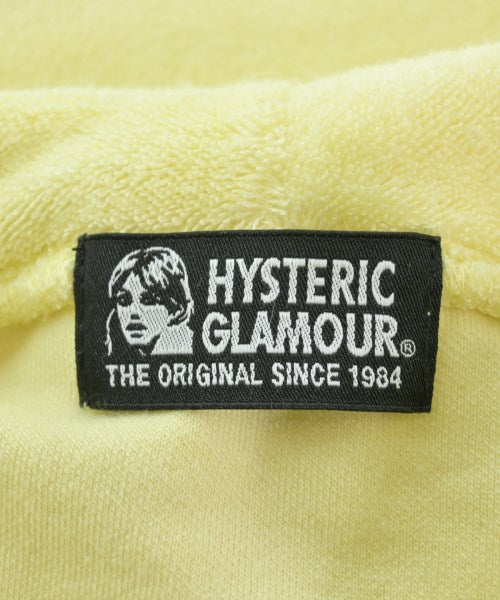 HYSTERIC
GLAMOUR®
THE ORIGINAL SINCE 1984